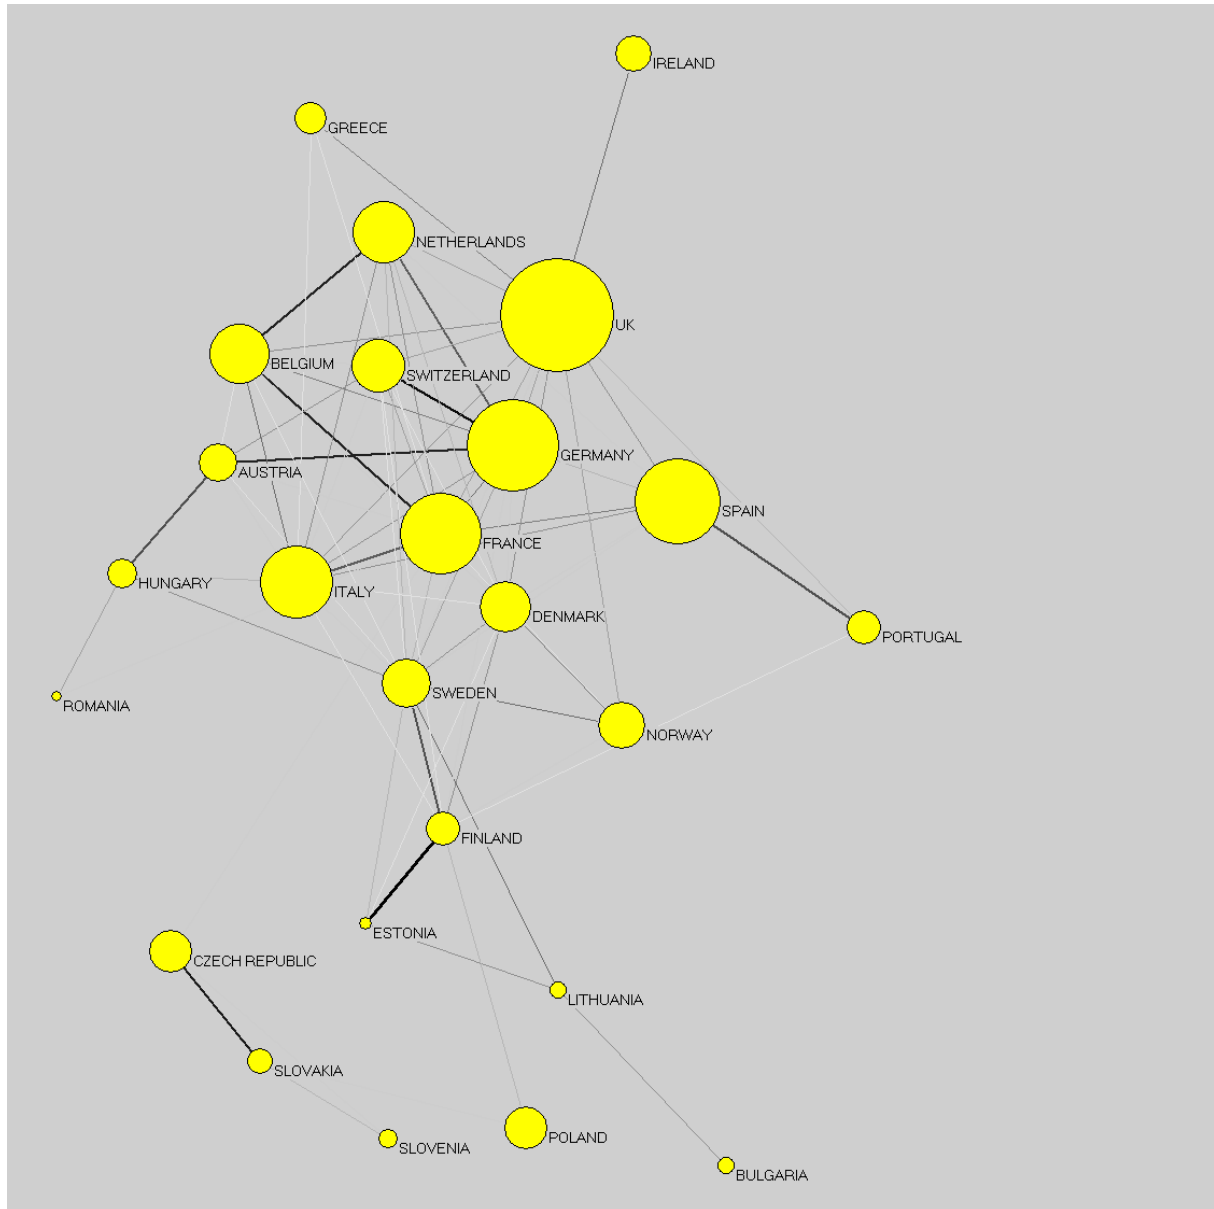 IRELAND
GREECE
NETHERLANDS
UK
BELGIUM
SWITZERLAND
GERMANY
AUSTRIA
SPAIN
FRANCE
HUNGARY
ITALY
DENMARK
PORTUGAL
SWEDEN
ROMANIA
NORWAY
FINLAND
ESTONIA
CZECH REPUBLIC
LITHUANIA
SLOVAKIA
POLAND
SLOVENIA
BULGARIA